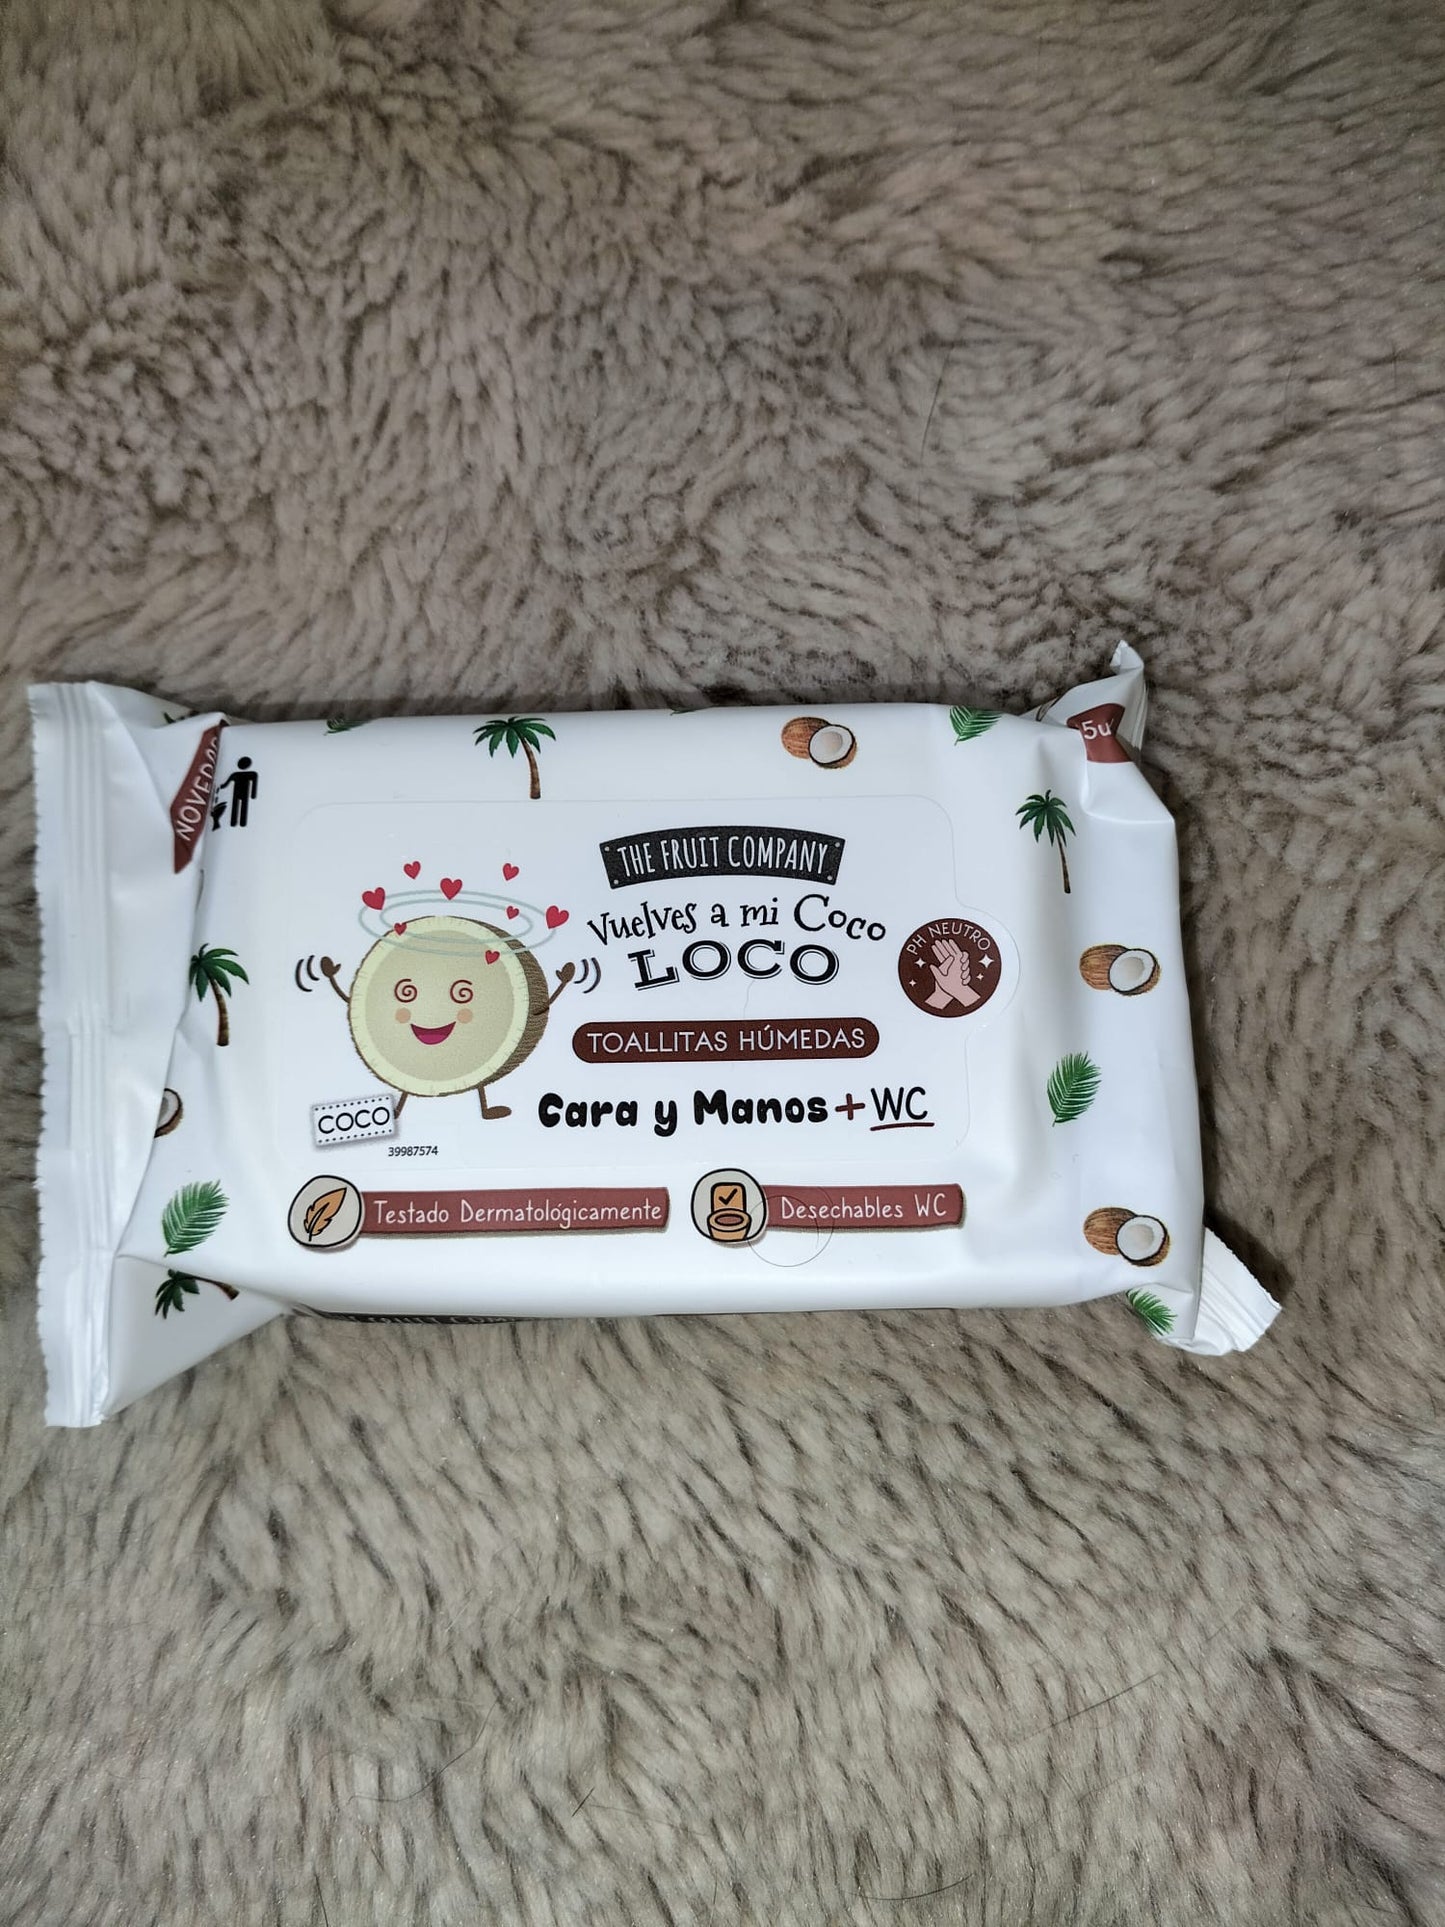 5u
THE FRUIT COMPANY
Vuelves a mi Coco
LOCO
PH NEUTRO
TOALLITAS HÚMEDAS
Cara y Manos + WC
COCO
39987574
Testado Dermatológicamente
Desechables WC